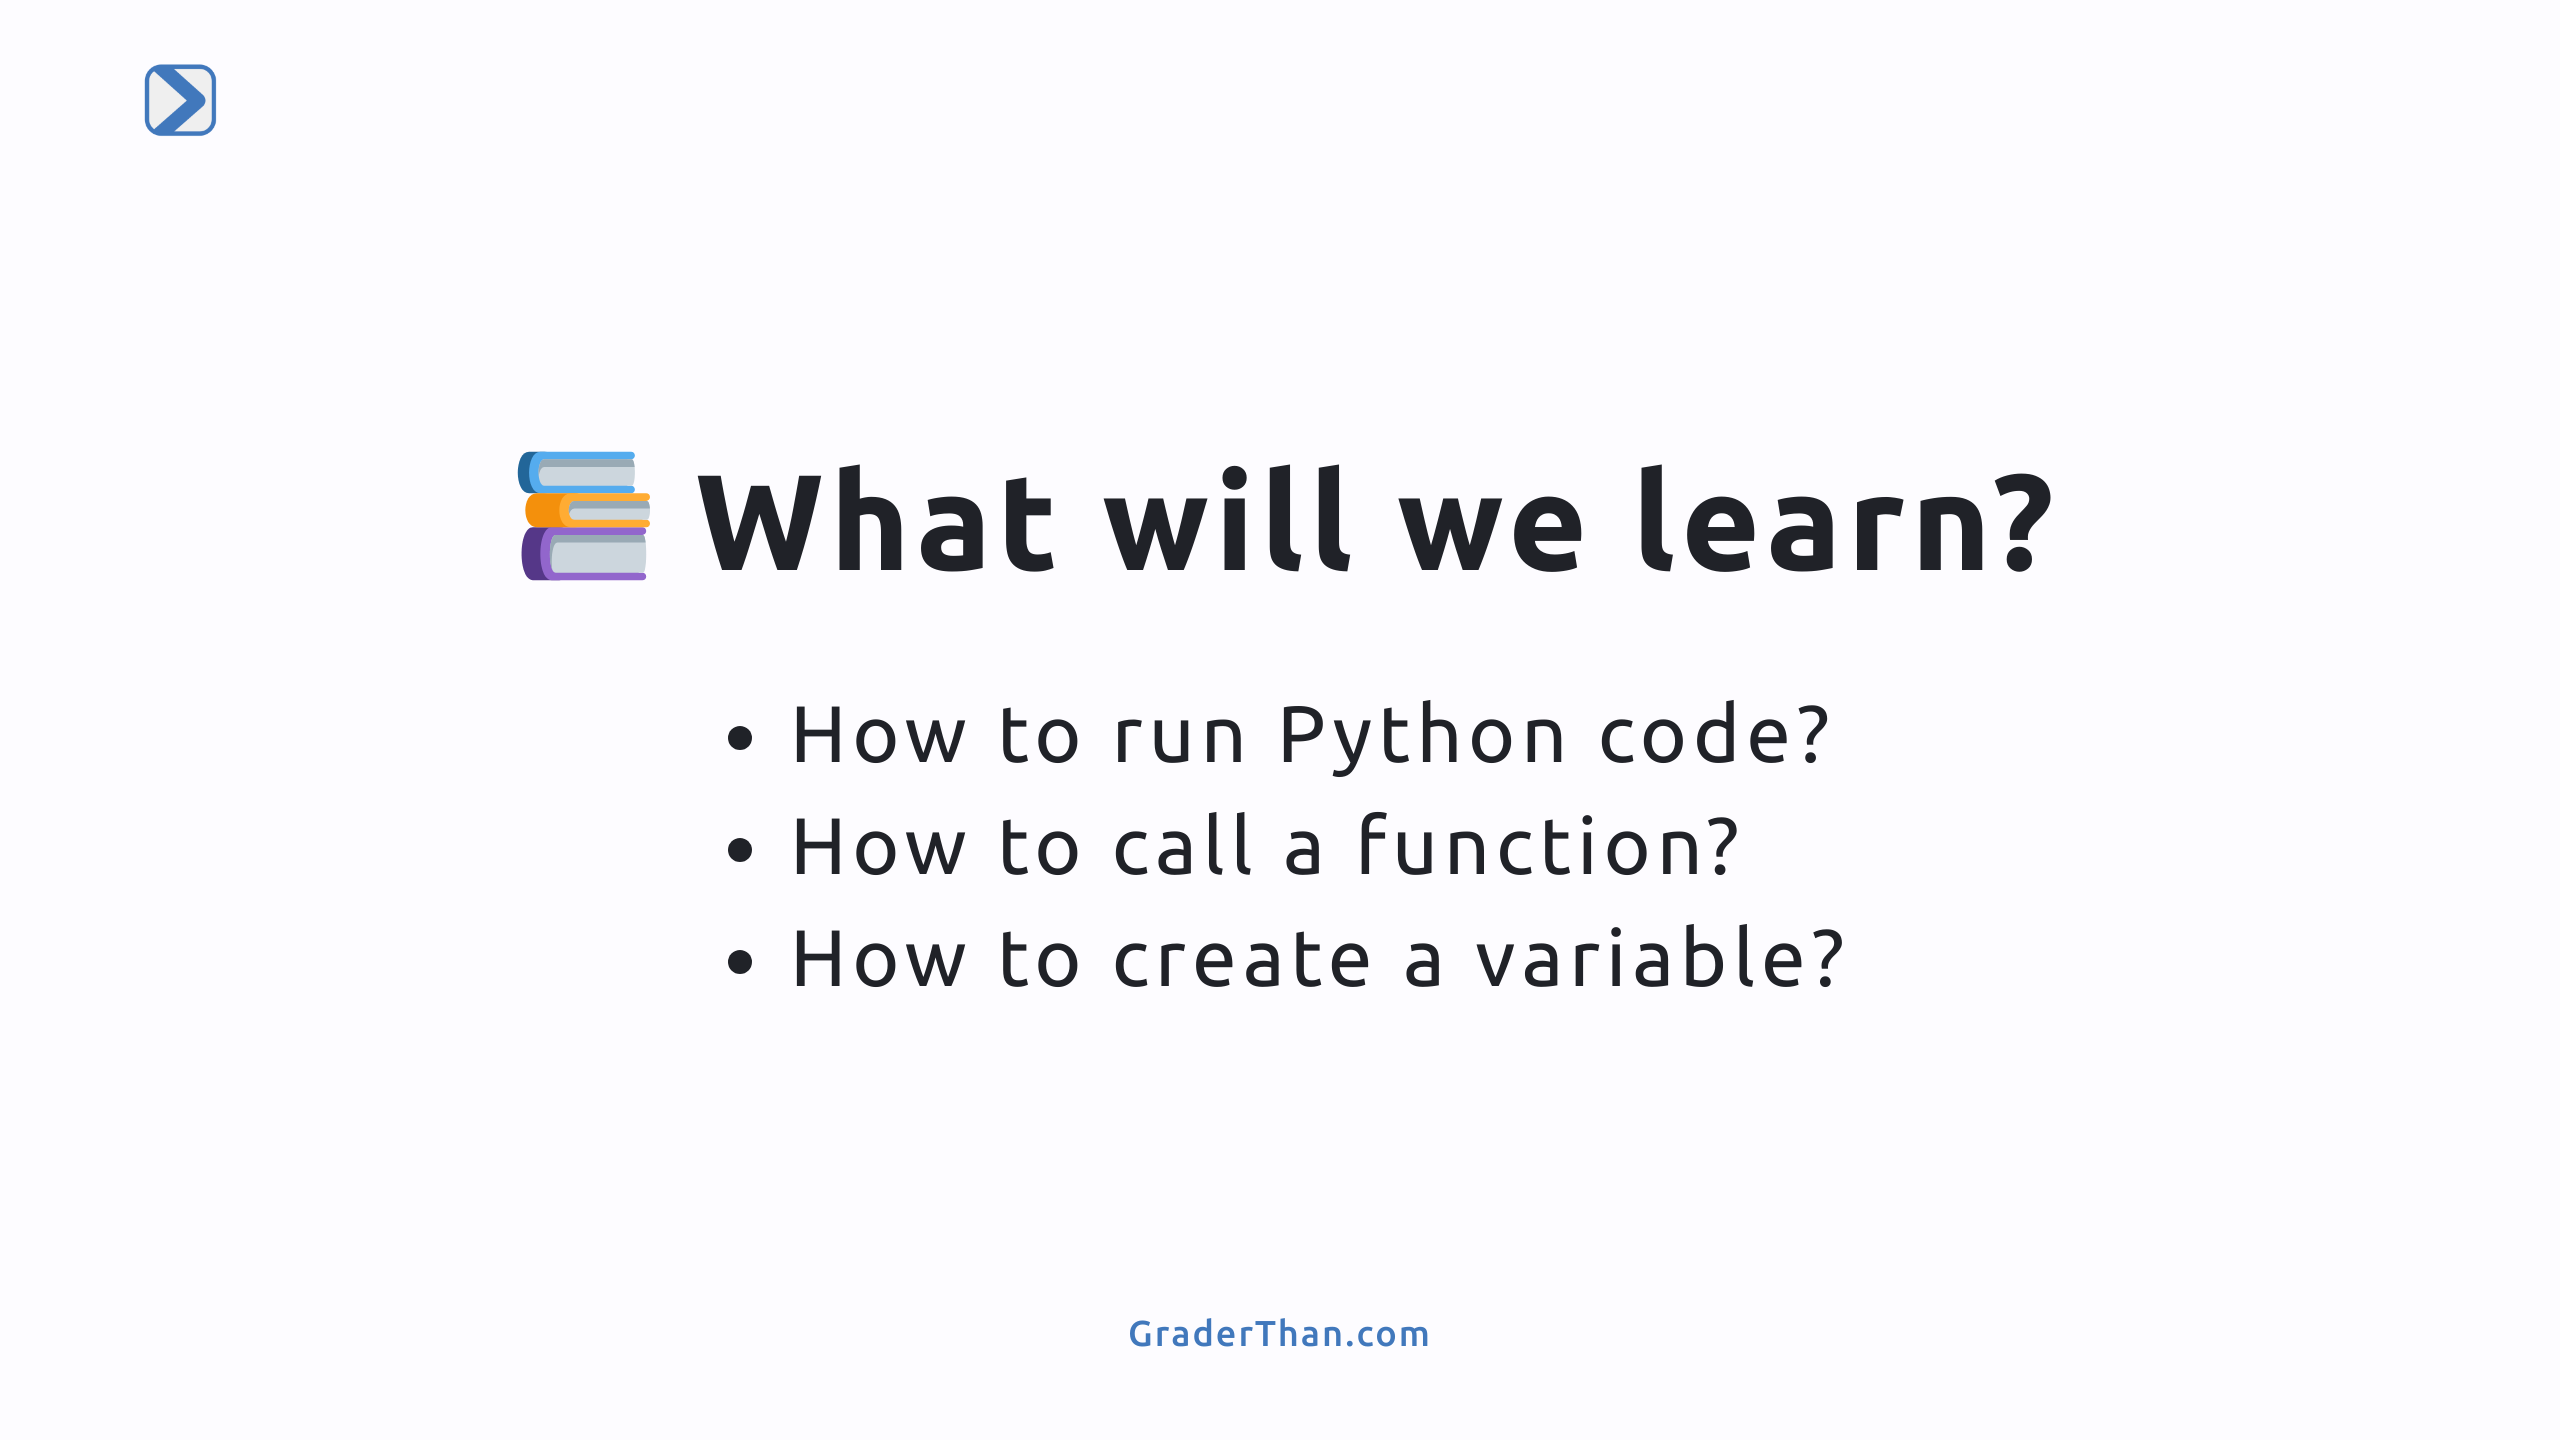 What will we learn?
• How to run Python code?
• How to call a function?
• How to create a variable?
GraderThan.com